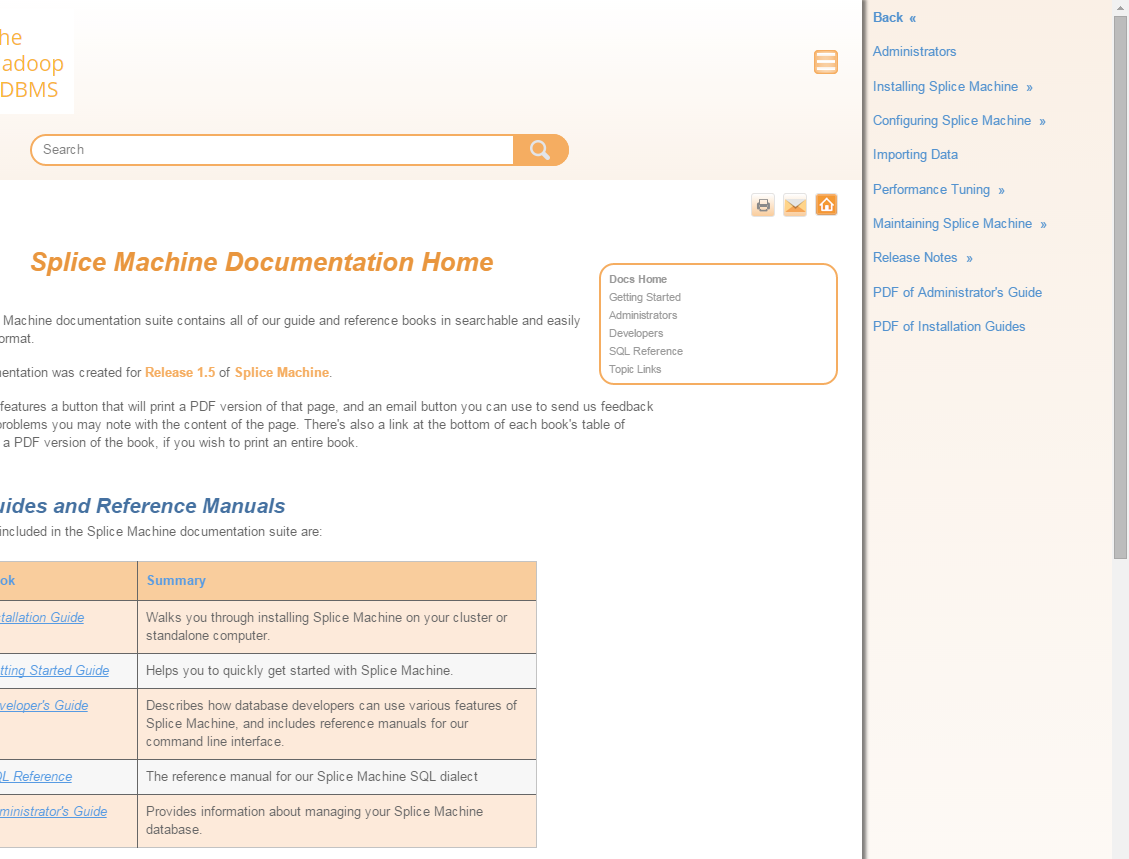 he
adoop
DBMS
Search
Splice Machine Documentation Home
Docs Home
Getting Started
Administrators
Developers
SQL Reference
Topic Links
Machine documentation suite contains all of our guide and reference books in searchable and easily
ormat.
entation was created for Release 1.5 of Splice Machine.
features a button that will print a PDF version of that page, and an email button you can use to send us feedback
problems you may note with the content of the page. There's also a link at the bottom of each book's table of
a PDF version of the book, if you wish to print an entire book.
uides and Reference Manuals
included in the Splice Machine documentation suite are:
ok Summary
tallation Guide Walks you through installing Splice Machine on your cluster or
standalone computer.
tting Started Guide Helps you to quickly get started with Splice Machine.
veloper's Guide Describes how database developers can use various features of
Splice Machine, and includes reference manuals for our
command line interface.
QL Reference The reference manual for our Splice Machine SQL dialect
ministrator's Guide Provides information about managing your Splice Machine
database.
Back «
Administrators
Installing Splice Machine »
Configuring Splice Machine »
Importing Data
Performance Tuning »
Maintaining Splice Machine »
Release Notes »
PDF of Administrator's Guide
PDF of Installation Guides